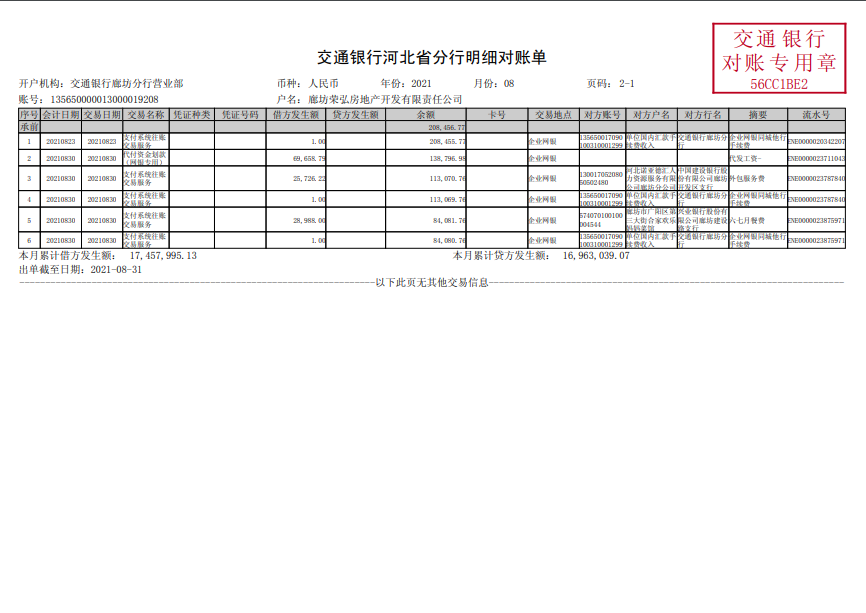 交通银行
对账专用章
56CC1BE2
交通银行河北省分行明细对账单
开户机构：交通银行廊坊分行营业部 币种：人民币 年份：2021 月份：08 页码：2-1
账号：135650000013000019208 户名：廊坊荣弘房地产开发有限责任公司
序号 会计日期 交易日期 交易名称 凭证种类 凭证号码 借方发生额 贷方发生额 余额 卡号 交易地点 对方账号 对方户名 对方行名 摘要 流水号
承前 208,456.77
支付系统往账 135650017090 单位国内汇款手 交通银行廊坊分 企业网银同城他行
1 20210823 20210823 交易服务 1.00 208,455.77 企业网银 100310001299 续费收入 行 手续费 ENE0000020342207
代付资金划款
2 20210830 20210830 （网银专用） 69,658.79 138,796.98 代发工资- ENE0000023711043
支付系统往账 130017052080 河北诺亚德汇人 中国建设银行股
3 20210830 20210830 交易服务 25,726.22 113,070.76 企业网银 50502480 力资源服务有限 份有限公司廊坊 外包服务费 ENE0000023787840
公司廊坊分公司 开发区支行
支付系统往账 135650017090 单位国内汇款手 交通银行廊坊分 企业网银同城他行
4 20210830 20210830 交易服务 1.00 113,069.76 企业网银 100310001299 续费收入 行 手续费 ENE0000023787840
支付系统往账 574070100100 廊坊市广阳区第 兴业银行股份有
5 20210830 20210830 交易服务 28,988.00 84,081.76 企业网银 004544 三大街合家欢乐 限公司廊坊建设 六七月餐费 ENE0000023875971
妈妈菜馆 路支行
支付系统往账 135650017090 单位国内汇款手 交通银行廊坊分 企业网银同城他行
6 20210830 20210830 交易服务 1.00 84,080.76 企业网银 100310001299 续费收入 行 手续费 ENE0000023875971
本月累计借方发生额： 17,457,995.13 本月累计贷方发生额： 16,963,039.07
出单截至日期：2021-08-31
以下此页无其他交易信息